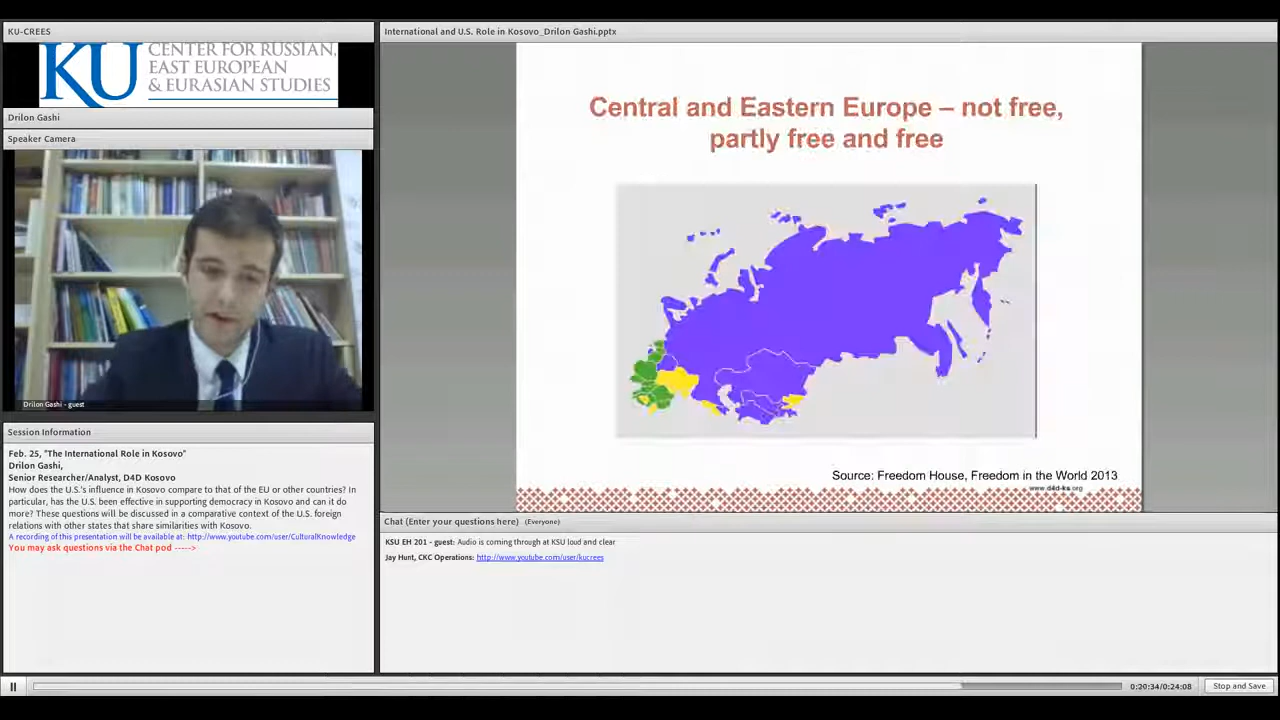 KU-CREES
KU CENTER FOR RUSSIAN,
EAST EUROPEAN
& EURASIAN STUDIES
Drilon Gashi
Speaker Camera
Drilon Gashi - guest
Session Information
Feb. 25, "The International Role in Kosovo"
Drilon Gashi,
Senior Researcher/Analyst, D4D Kosovo
How does the U.S.'s influence in Kosovo compare to that of the EU or other countries? In
particular, has the U.S. been effective in supporting democracy in Kosovo and can it do
more? These questions will be discussed in a comparative context of the U.S. foreign
relations with other states that share similarities with Kosovo.
A recording of this presentation will be available at: http://www.youtube.com/user/CulturalKnowledge
You may ask questions via the Chat pod ----->
International and U.S. Role in Kosovo_Drilon Gashi.pptx
Central and Eastern Europe – not free,
partly free and free
Source: Freedom House, Freedom in the World 2013
www.d4d-ks.org
Chat (Enter your questions here) (Everyone)
KSU EH 201 - guest: Audio is coming through at KSU loud and clear
Jay Hunt, CKC Operations: http://www.youtube.com/user/kucrees
0:20:34/0:24:08
Stop and Save